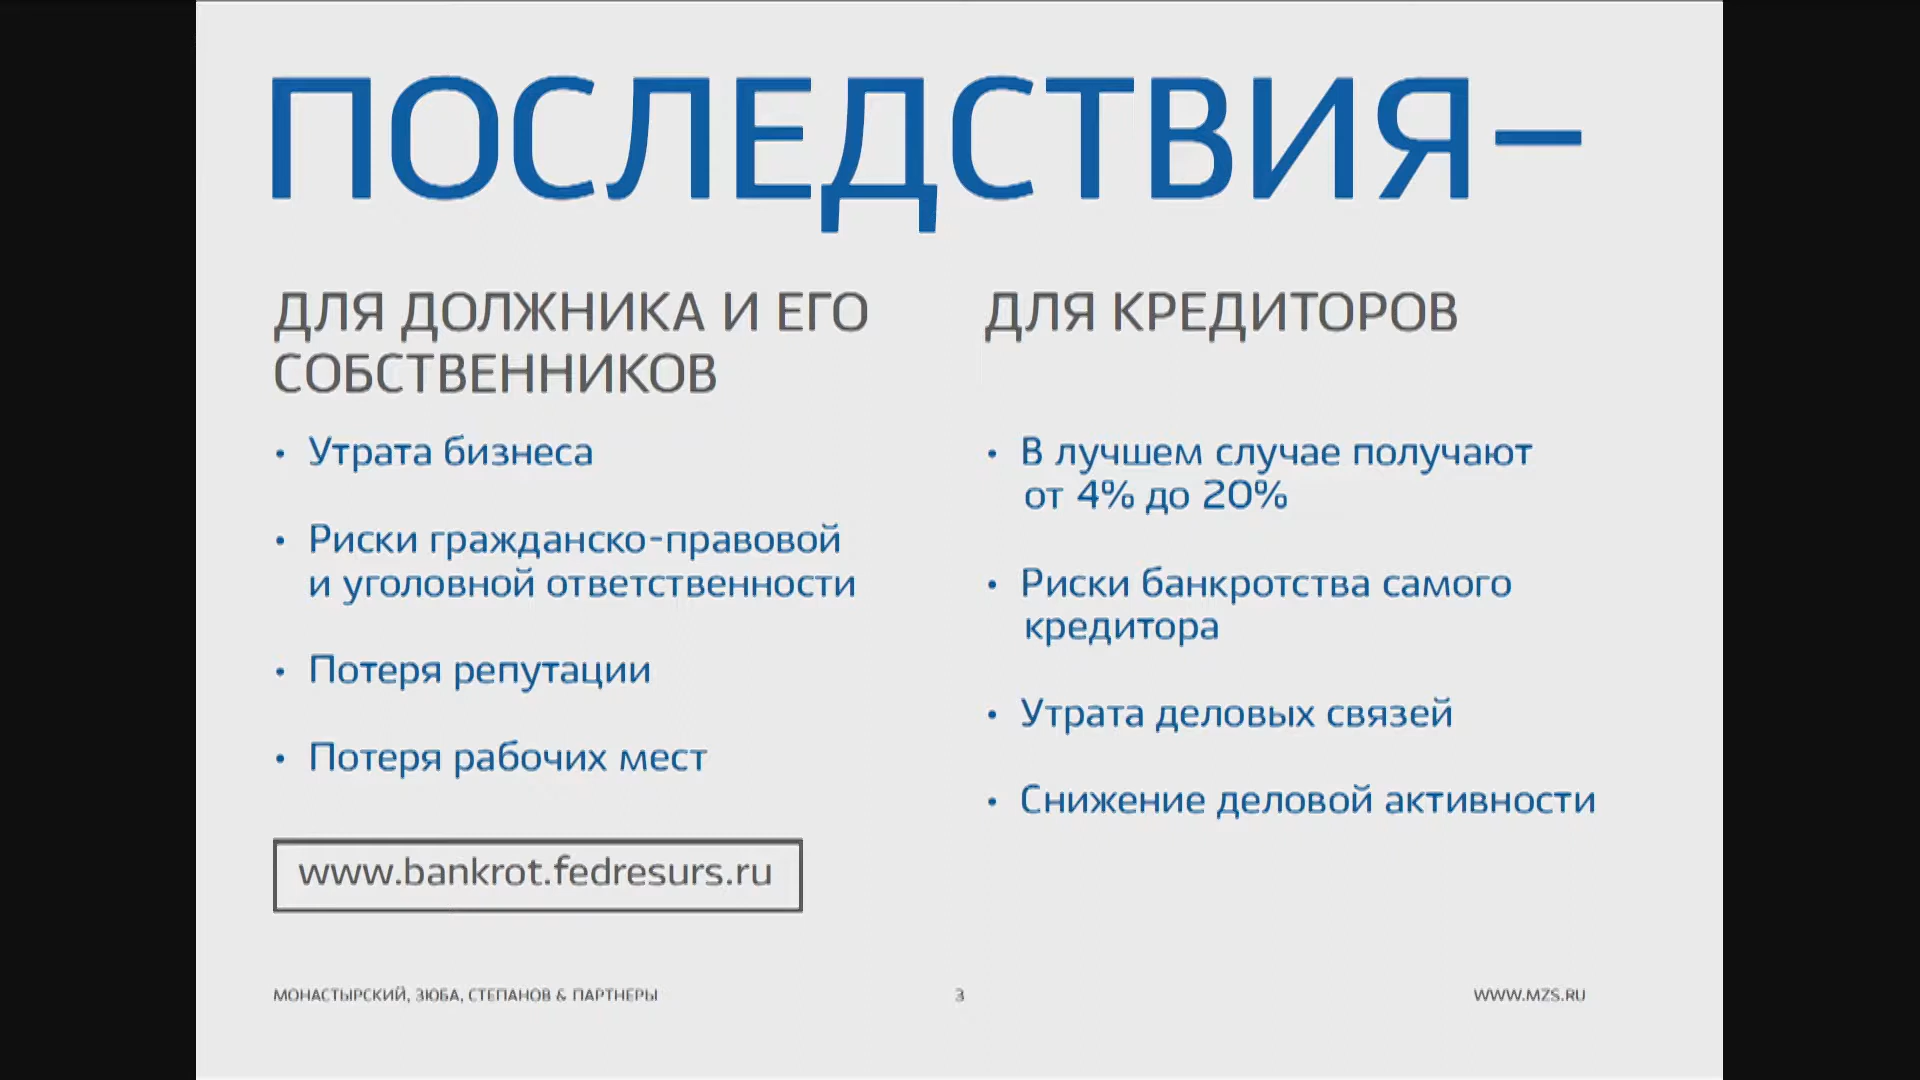 ПОСЛЕДСТВИЯ–
ДЛЯ ДОЛЖНИКА И ЕГО
СОБСТВЕННИКОВ
• Утрата бизнеса
• Риски гражданско-правовой
и уголовной ответственности
• Потеря репутации
• Потеря рабочих мест
www.bankrot.fedresurs.ru
ДЛЯ КРЕДИТОРОВ
• В лучшем случае получают
от 4% до 20%
• Риски банкротства самого
кредитора
• Утрата деловых связей
• Снижение деловой активности
МОНАСТЫРСКИЙ, ЗЮБА, СТЕПАНОВ & ПАРТНЕРЫ
3
WWW.MZS.RU